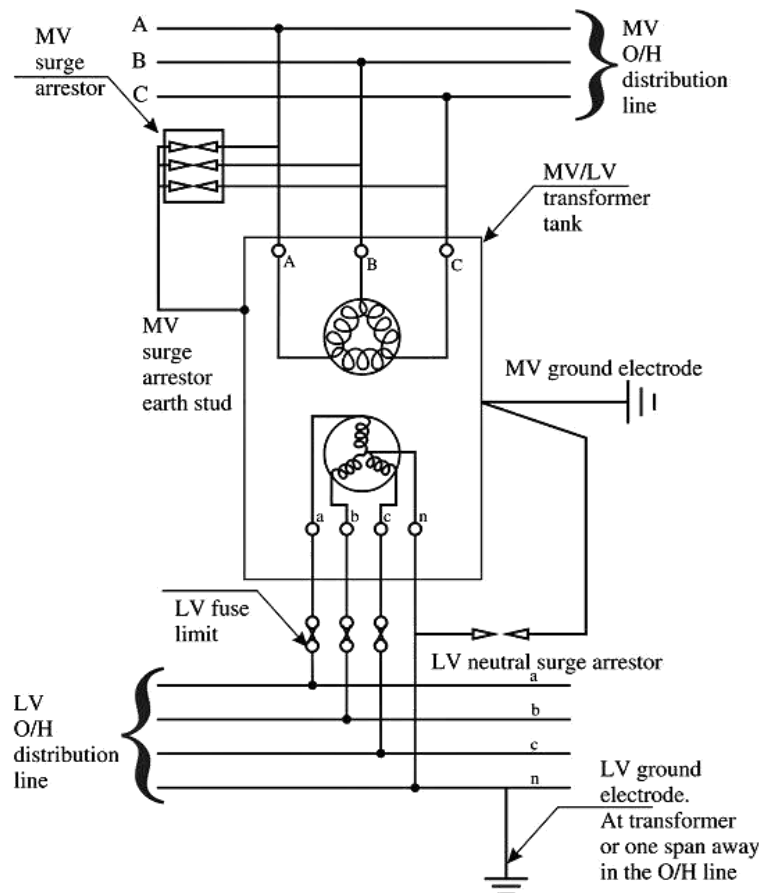 MV
surge
arrestor
A
B
C
MV
O/H
distribution
line
MV/LV
transformer
tank
A
B
C
MV
surge
arrestor
earth stud
MV ground electrode
a
b
c
n
LV fuse
limit
LV neutral surge arrestor
LV
O/H
distribution
line
a
b
c
n
LV ground
electrode.
At transformer
or one span away
in the O/H line